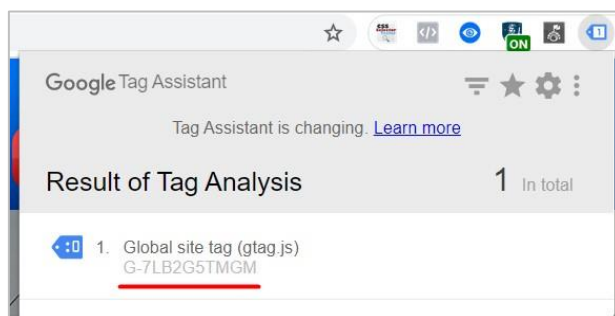 ON
1
Google Tag Assistant
Tag Assistant is changing. Learn more
Result of Tag Analysis
1 In total
1. Global site tag (gtag.js)
G-7LB2G5TMGM